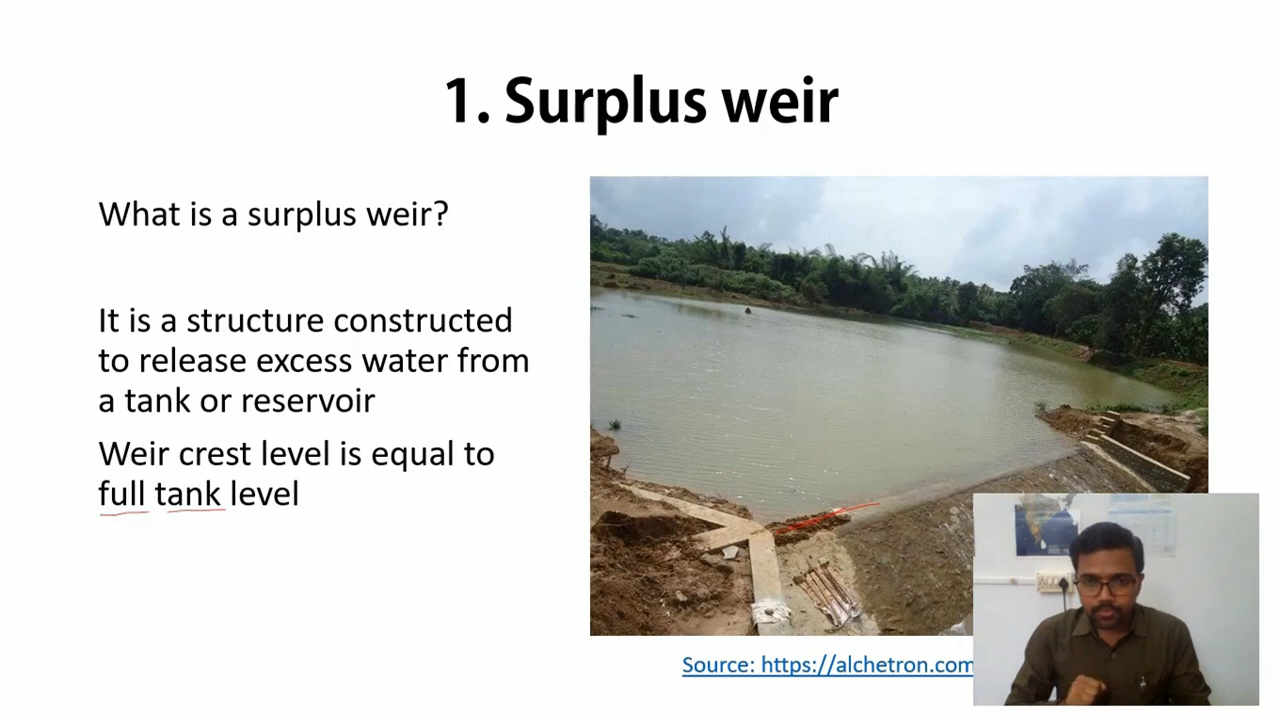 1. Surplus weir
What is a surplus weir?
It is a structure constructed
to release excess water from
a tank or reservoir
Weir crest level is equal to
full tank level
Source: https://alchetron.com